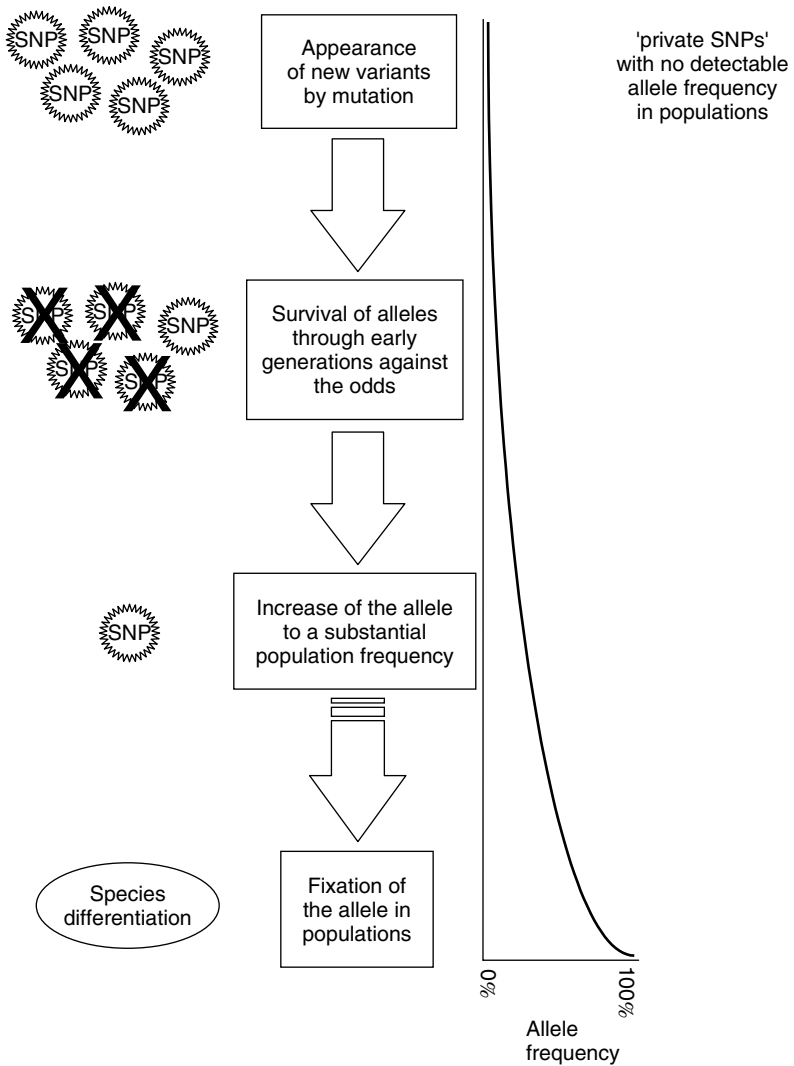 SNP
SNP
SNP
SNP
SNP
Appearance
of new variants
by mutation
'private SNPs'
with no detectable
allele frequency
in populations
SNP
SNP
SNP
SNP
SNP
Survival of alleles
through early
generations against
the odds
SNP
Increase of the allele
to a substantial
population frequency
Species
differentiation
Fixation of
the allele in
populations
0%
100%
Allele
frequency